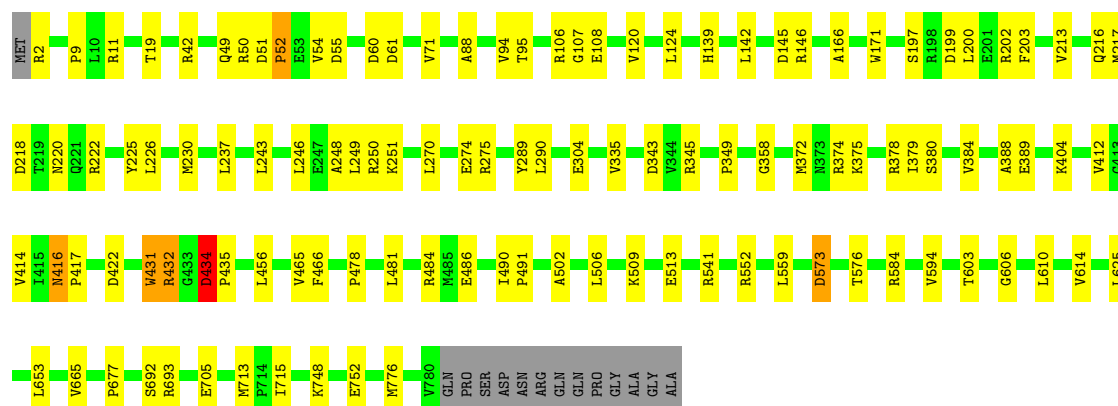 MET R2 P9 L10 R11 T19 R42 Q49 R50 D51 P52 E53 V54 D55 D60 D61 V71 A88 V94 T95 R106 G107 E108 V120 L124 H139 L142 D145 R146 A166 W171 S197 R198 D199 L200 E201 R202 F203 V213 Q216 M217
D218 T219 N220 Q221 R222 Y225 L226 M230 L237 L243 L246 E247 A248 L249 R250 K251 L270 E274 R275 Y289 L290 E304 V335 D343 V344 R345 P349 G358 M372 N373 R374 K375 R378 I379 S380 V384 A388 E389 K404 V412 G413
V414 I415 N416 P417 D422 W431 R432 G433 D434 P435 L456 V465 F466 P478 L481 R484 M485 E486 I490 P491 A502 L506 K509 E513 R541 R552 L559 D573 T576 R584 V594 T603 G606 L610 V614 L625
L653 V665 P677 S692 R693 E705 M713 P714 I715 K748 E752 M776 V780 GLN PRO SER ASP ASN ARG GLN GLN PRO GLY ALA GLY ALA